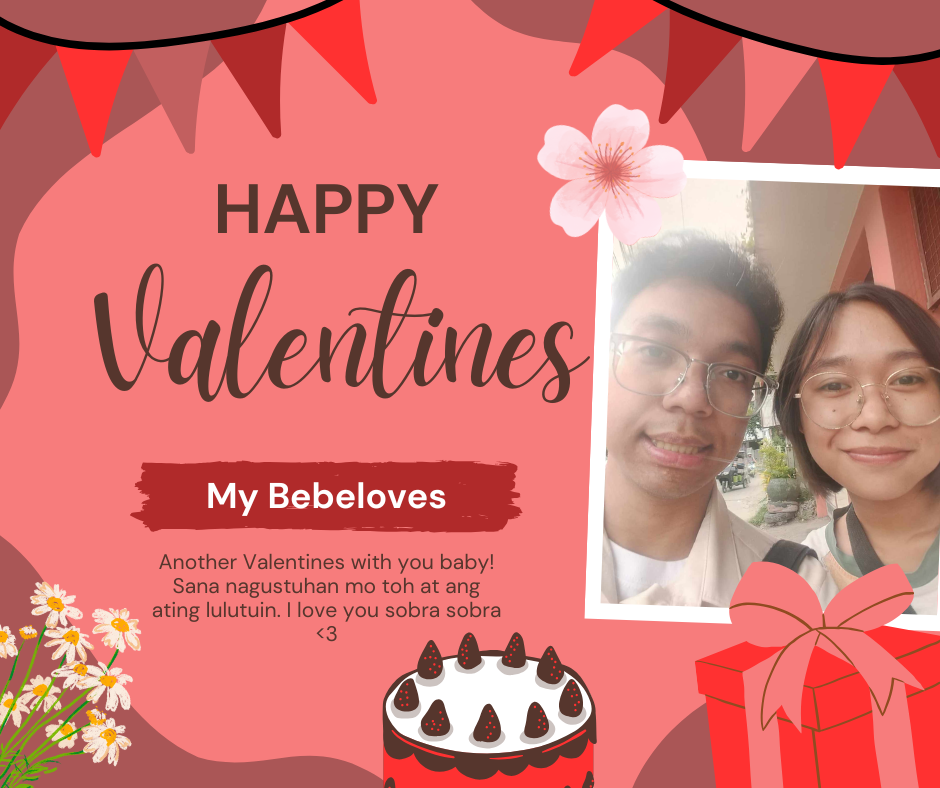 HAPPY
Valentines
My Bebeloves
Another Valentines with you baby!
Sana nagustuhan mo toh at ang
ating lulutuin. I love you sobra sobra
<3